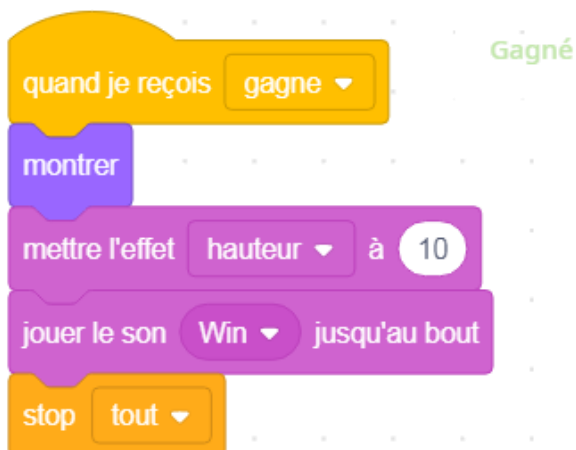 Gagné
quand je reçois gagne
montrer
mettre l'effet hauteur à 10
jouer le son Win jusqu'au bout
stop tout